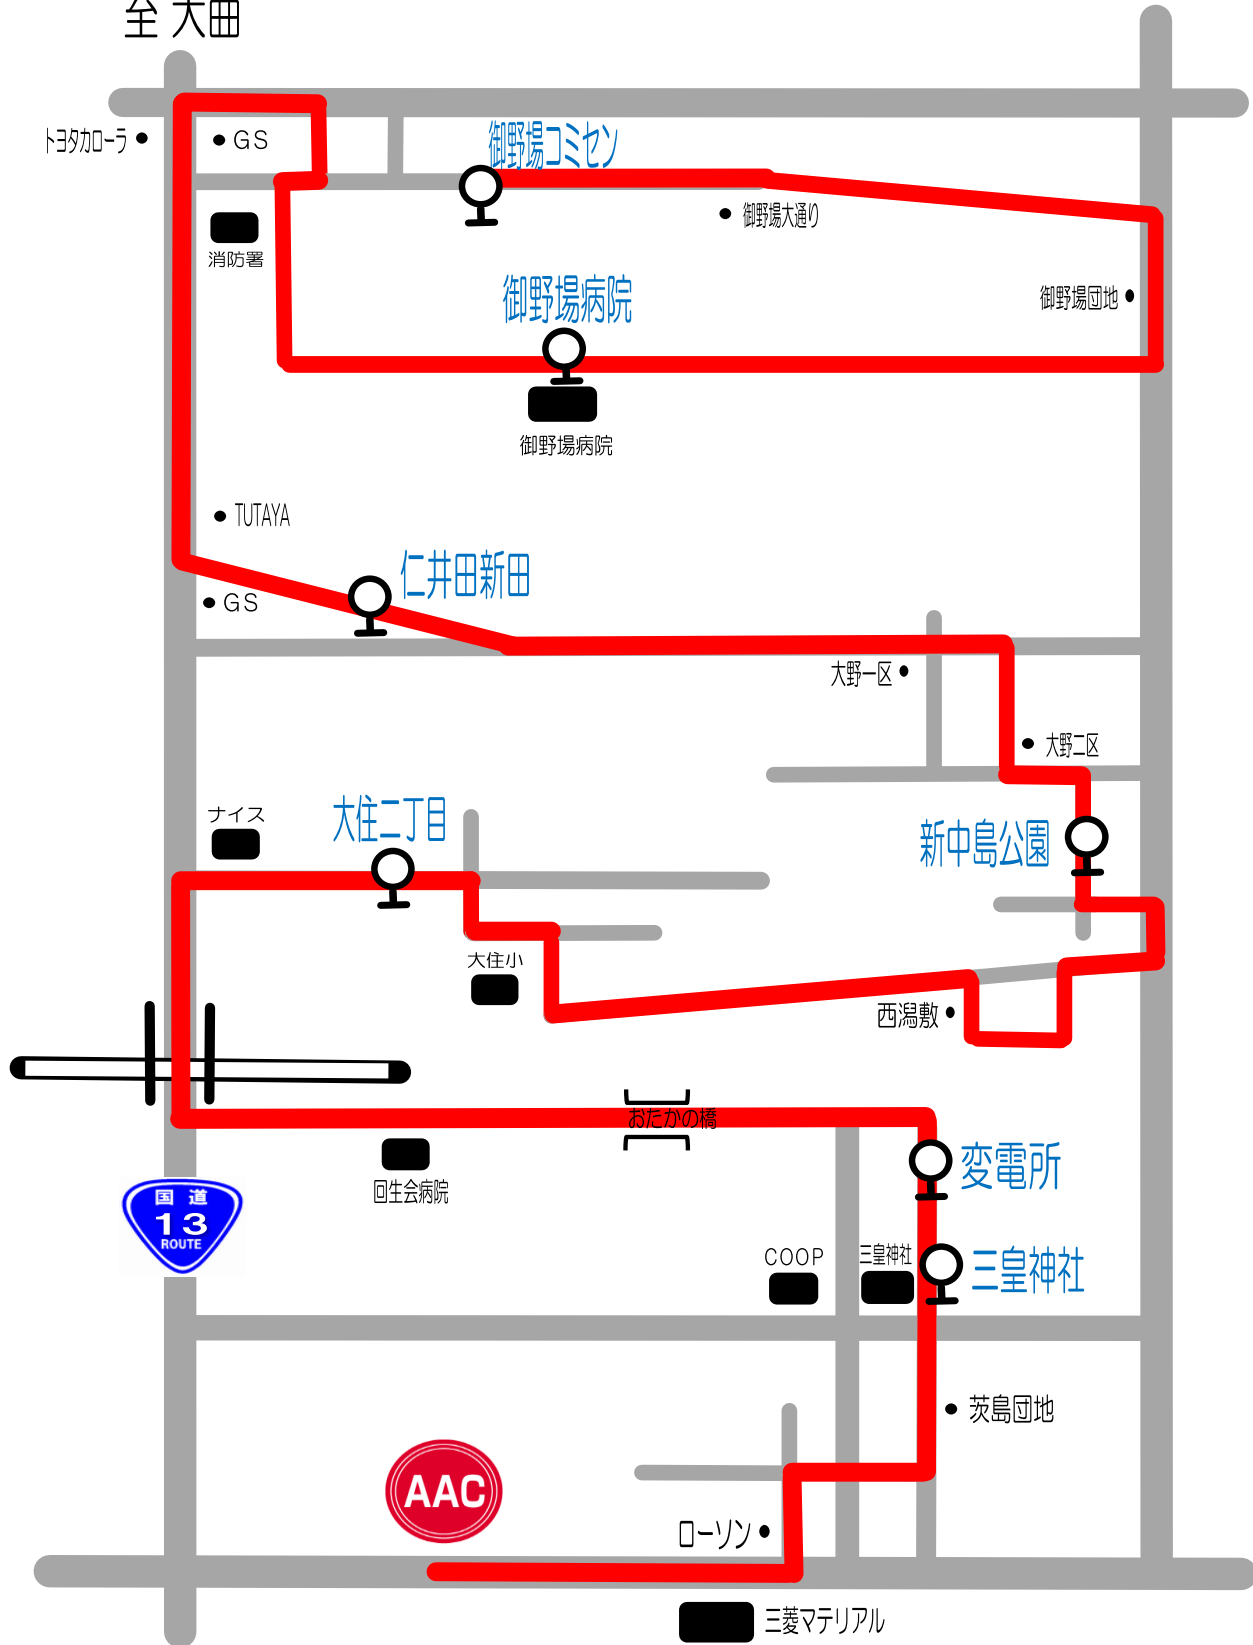 至 大田
トヨタカローラ
GS
御野場コミセン
御野場大通り
消防署
御野場病院
御野場団地
御野場病院
TUTAYA
仁井田新田
GS
大野一区
大野二区
ナイス
大住二丁目
新中島公園
大住小
西潟敷
おたかの橋
回生会病院
変電所
国道
13
ROUTE
COOP
三皇神社
三皇神社
茨島団地
AAC
ローソン
三菱マテリアル